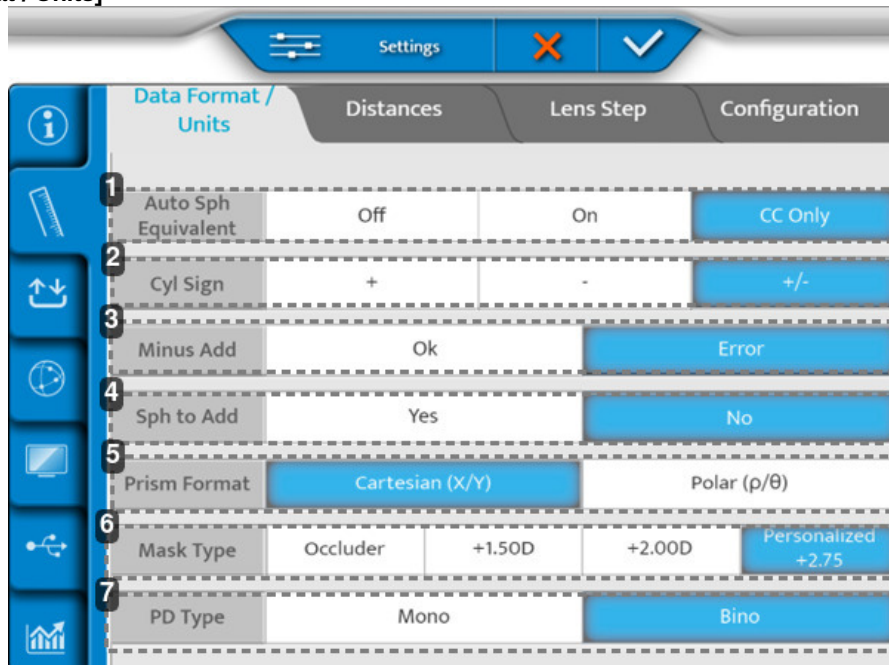 Settings
Data Format /
Units
Distances
Lens Step
Configuration
1
Auto Sph
Equivalent
Off
On
CC Only
2
Cyl Sign
+
-
+/-
3
Minus Add
Ok
Error
4
Sph to Add
Yes
No
5
Prism Format
Cartesian (X/Y)
Polar (ρ/θ)
6
Mask Type
Occluder
+1.50D
+2.00D
Personalized
+2.75
7
PD Type
Mono
Bino